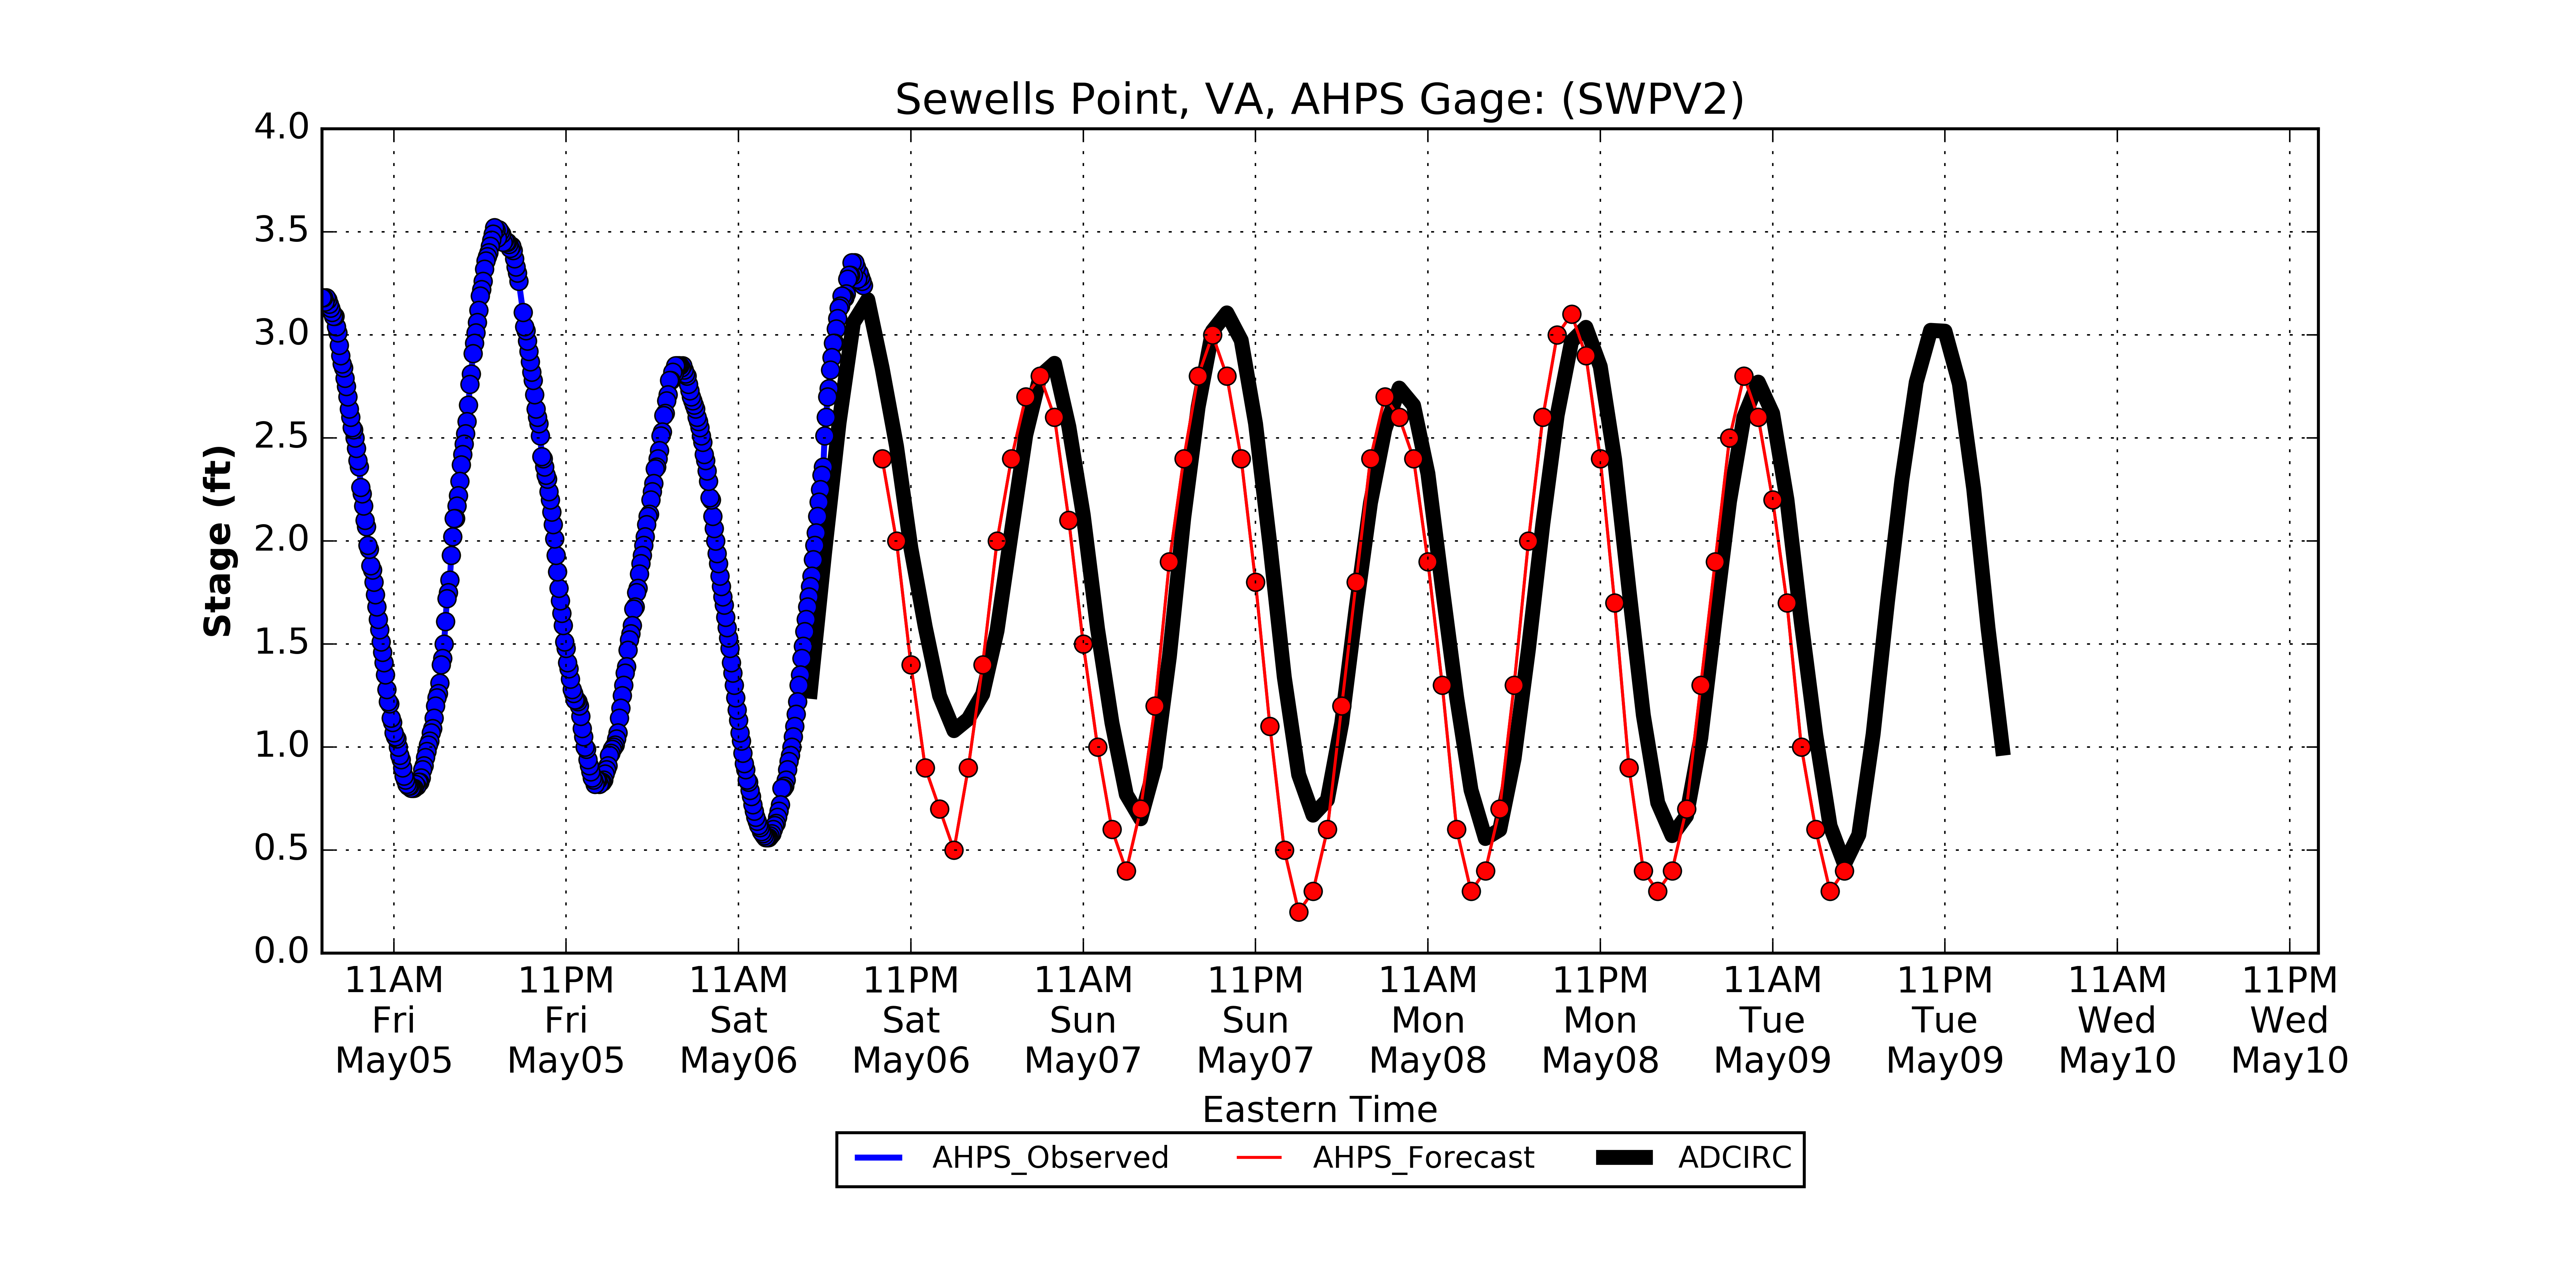 Sewells Point, VA, AHPS Gage: (SWPV2)
4.0
3.5
3.0
2.5
2.0
1.5
1.0
0.5
0.0
Stage (ft)
11AM 11PM 11AM 11PM 11AM 11PM 11AM 11PM 11AM 11PM 11AM 11PM
Fri Fri Sat Sat Sun Sun Mon Mon Tue Tue Wed Wed
May05 May05 May06 May06 May07 May07 May08 May08 May09 May09 May10 May10
Eastern Time
AHPS_Observed AHPS_Forecast ADCIRC